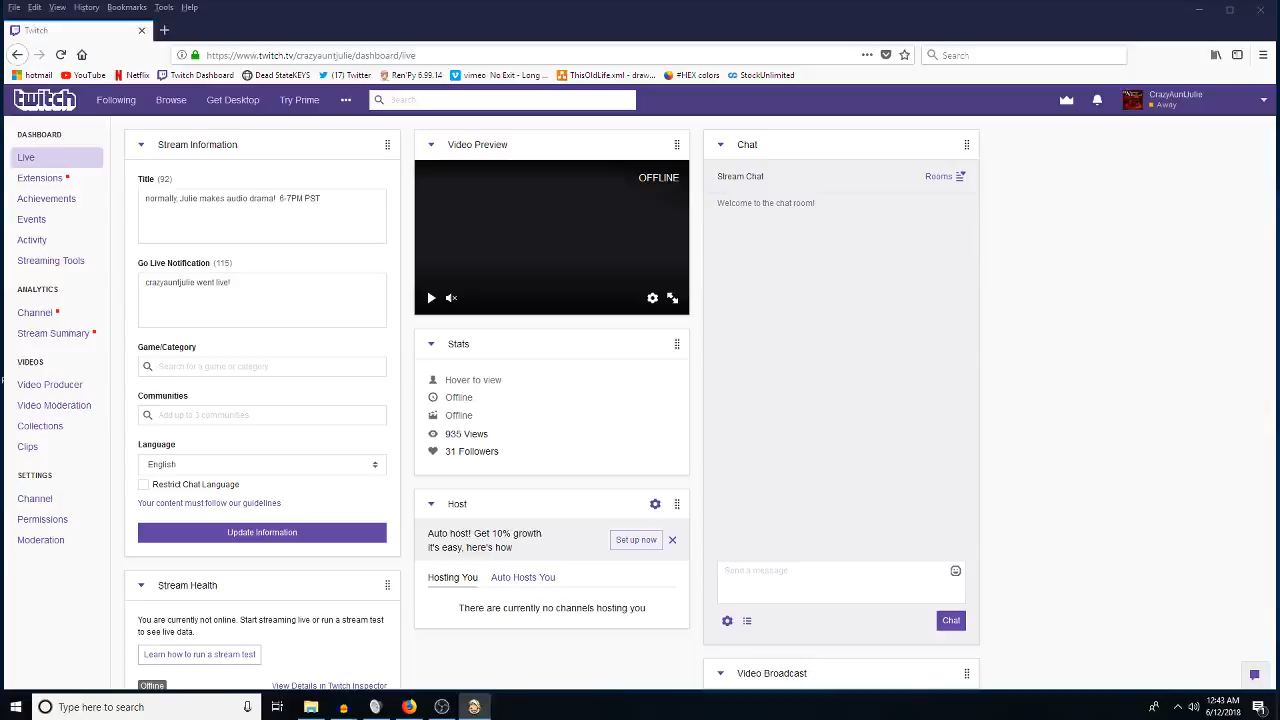 File Edit View History Bookmarks Tools Help
Twitch
https://www.twitch.tv/crazyauntjulie/dashboard/live
Search
hotmail YouTube Netflix Twitch Dashboard Dead StateKEYS (17) Twitter Ren'Py 6.99.14 vimeo: No Exit - Long... ThisOldLife.xml - draw... #HEX colors StockUnlimited
twitch Following Browse Get Desktop Try Prime Search
CrazyAuntJulie
Away
DASHBOARD
Live
Extensions
Achievements
Events
Activity
Streaming Tools
ANALYTICS
Channel
Stream Summary
VIDEOS
Video Producer
Video Moderation
Collections
Clips
SETTINGS
Channel
Permissions
Moderation
Stream Information
Title (92)
normally, Julie makes audio drama! 6-7PM PST
Go Live Notification (115)
crazyauntjulie went live!
Game/Category
Search for a game or category
Communities
Add up to 3 communities
Language
English
Restrict Chat Language
Your content must follow our guidelines
Update Information
Stream Health
You are currently not online. Start streaming live or run a stream test
to see live data.
Learn how to run a stream test
Offline View Details in Twitch Inspector
Video Preview
OFFLINE
Stats
Hover to view
Offline
Offline
935 Views
31 Followers
Host
Auto host! Get 10% growth.
It's easy, here's how
Set up now
Hosting You Auto Hosts You
There are currently no channels hosting you
Chat
Stream Chat Rooms
Welcome to the chat room!
Send a message
Chat
Video Broadcast
Type here to search
12:43 AM
6/12/2018